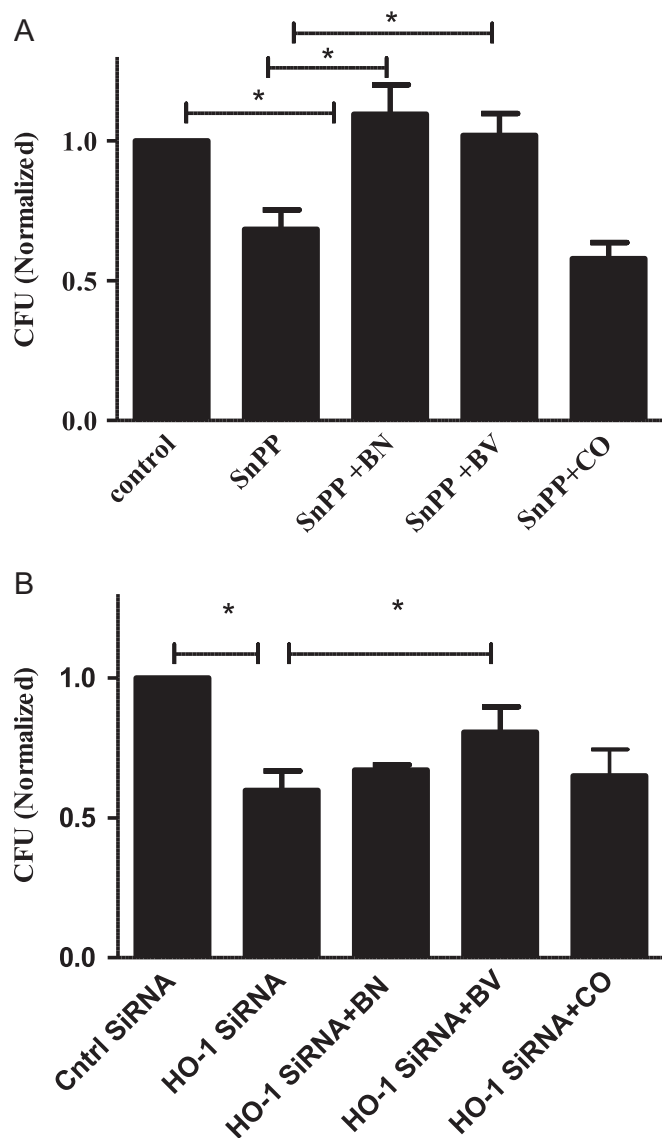 A
*
*
*
CFU (Normalized)
1.0
0.5
0.0
control
SnPP
SnPP +BN
SnPP +BV
SnPP+CO
B
*
*
CFU (Normalized)
1.0
0.5
0.0
Cntrl SiRNA
HO-1 SiRNA
HO-1 SiRNA+BN
HO-1 SiRNA+BV
HO-1 SiRNA+CO